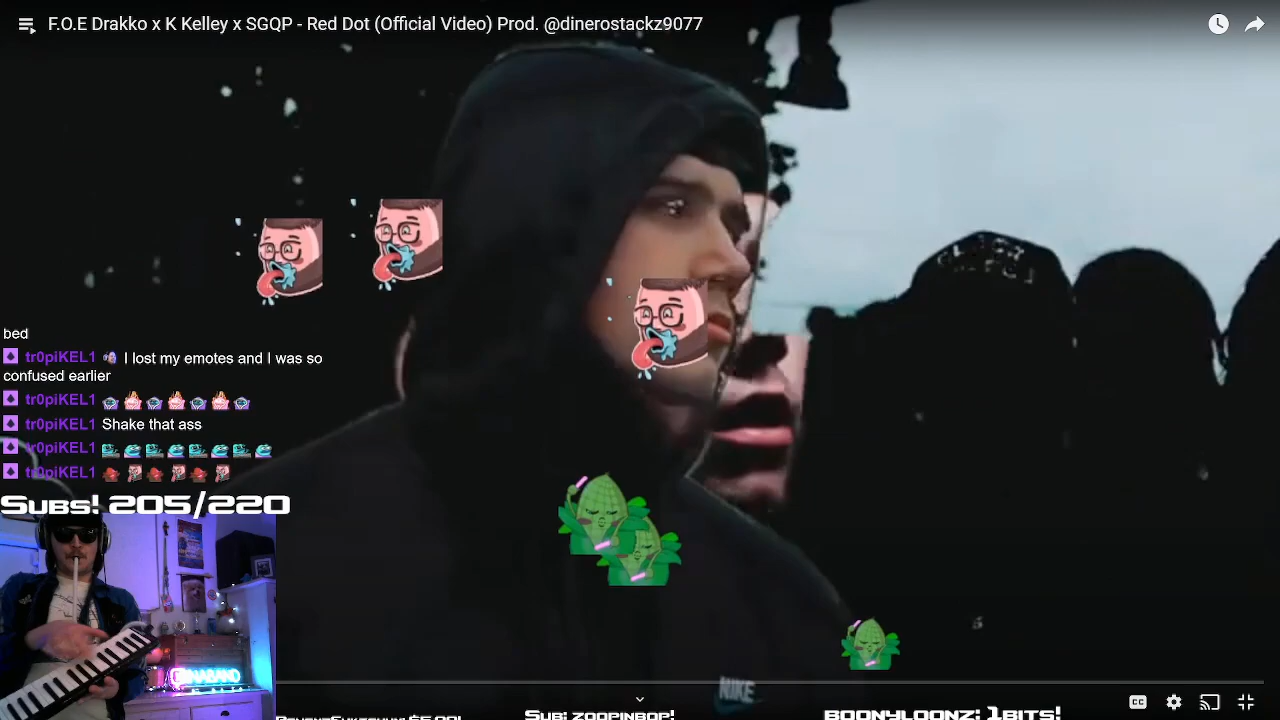 F.O.E Drakko x K Kelley x SGQP - Red Dot (Official Video) Prod. @dinerostackz9077
bed
tr0piKEL1 I lost my emotes and I was so
confused earlier
tr0piKEL1
tr0piKEL1 Shake that ass
tr0piKEL1
tr0piKEL1
Subs! 205/220
NIKE
CC
Sub: zoopinbop!
BOONYLOONZ: 1BITS!